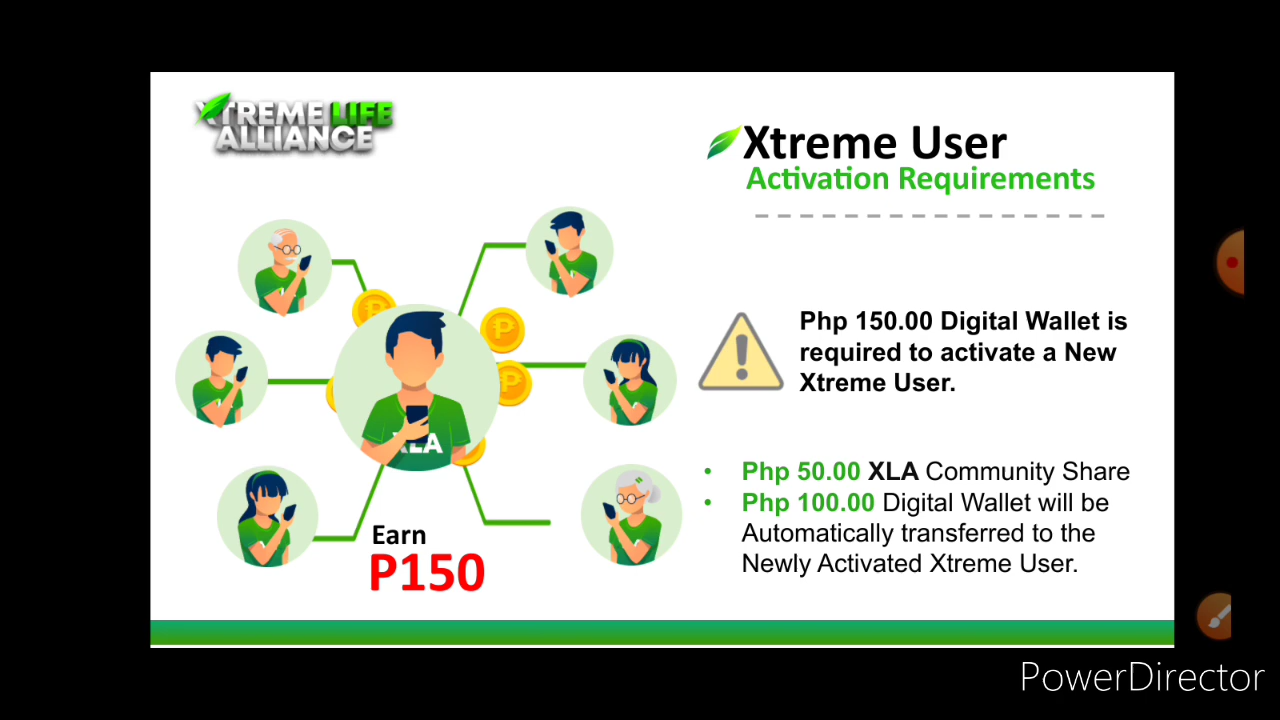 XTREME LIFE
ALLIANCE
Xtreme User
Activation Requirements
Php 150.00 Digital Wallet is
required to activate a New
Xtreme User.
XLA
• Php 50.00 XLA Community Share
• Php 100.00 Digital Wallet will be
Automatically transferred to the
Newly Activated Xtreme User.
Earn
P150
PowerDirector